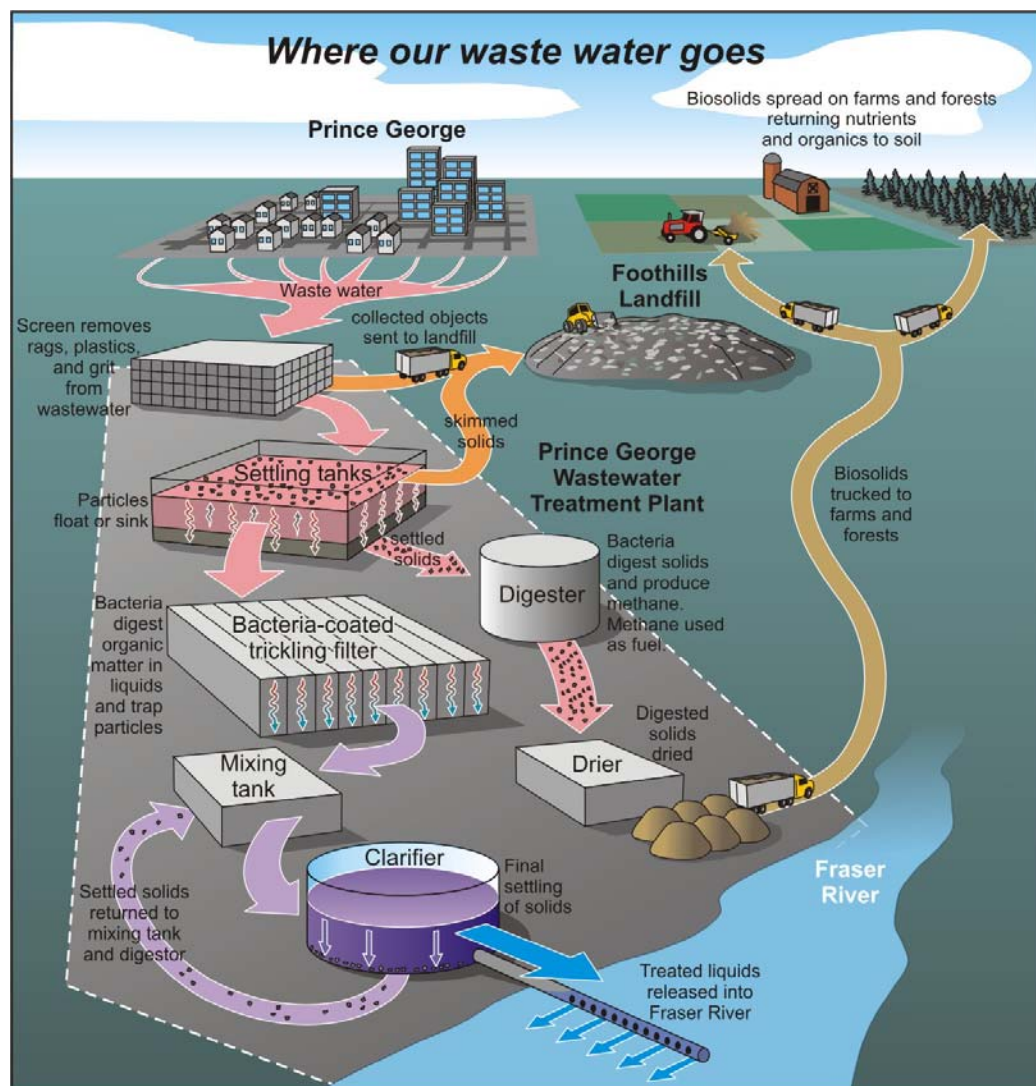 Where our waste water goes
Biosolids spread on farms and forests
returning nutrients
and organics to soil
Prince George
Waste water
Foothills
Landfill
collected objects
sent to landfill
Screen removes
rags, plastics,
and grit
from
wastewater
skimmed
solids
Settling tanks
Prince George
Wastewater
Treatment Plant
Particles
float or sink
settled
solids
Biosolids
trucked to
farms and
forests
Digester
Bacteria
digest solids
and produce
methane.
Methane used
as fuel.
Bacteria
digest
organic
matter in
liquids
and trap
particles
Bacteria-coated
trickling filter
Digested
solids
dried
Mixing
tank
Drier
Clarifier
Final
settling
of solids
Fraser
River
Settled solids
returned to
mixing tank
and digestor
Treated liquids
released into
Fraser River